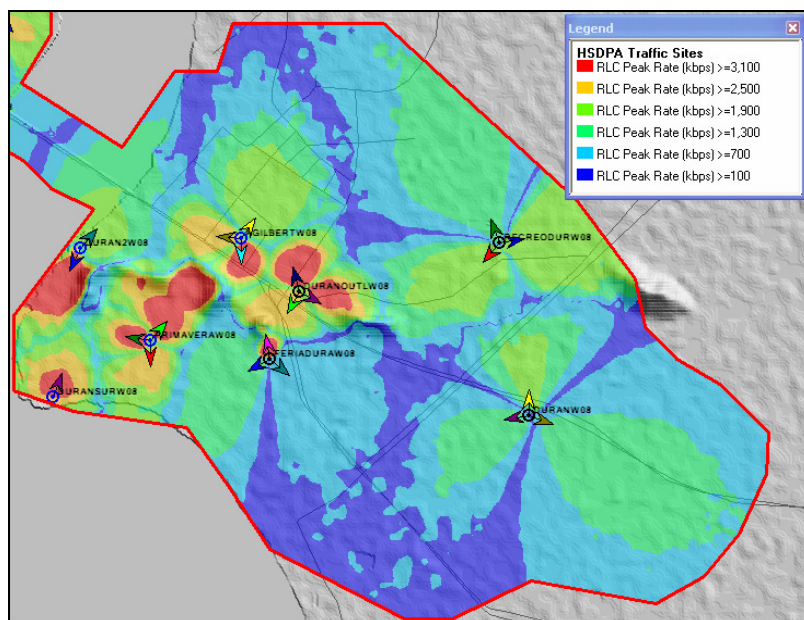 Legend
HSDPA Traffic Sites
RLC Peak Rate (kbps) >=3,100
RLC Peak Rate (kbps) >=2,500
RLC Peak Rate (kbps) >=1,900
RLC Peak Rate (kbps) >=1,300
RLC Peak Rate (kbps) >=700
RLC Peak Rate (kbps) >=100
GILBERTW08
DURAN2W08
RECREODURW08
DURANOUTLW08
PRIMAVERAW08
FERIADURAW08
DURANSURW08
DURANW08